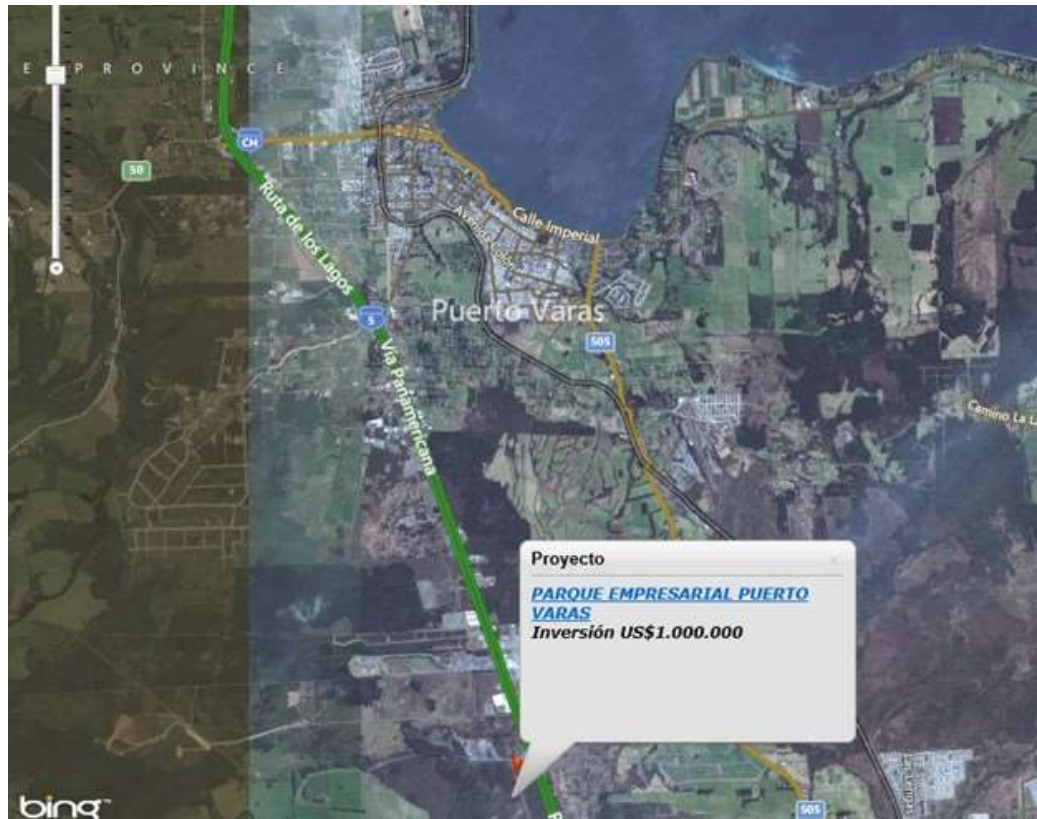 E PROVINCE
CH
50
Ruta de los Lagos
Calle Imperial
5
Puerto Varas
505
Vía Panamericana
Camino La L
Proyecto
PARQUE EMPRESARIAL PUERTO
VARAS
Inversión US$1.000.000
505
bing